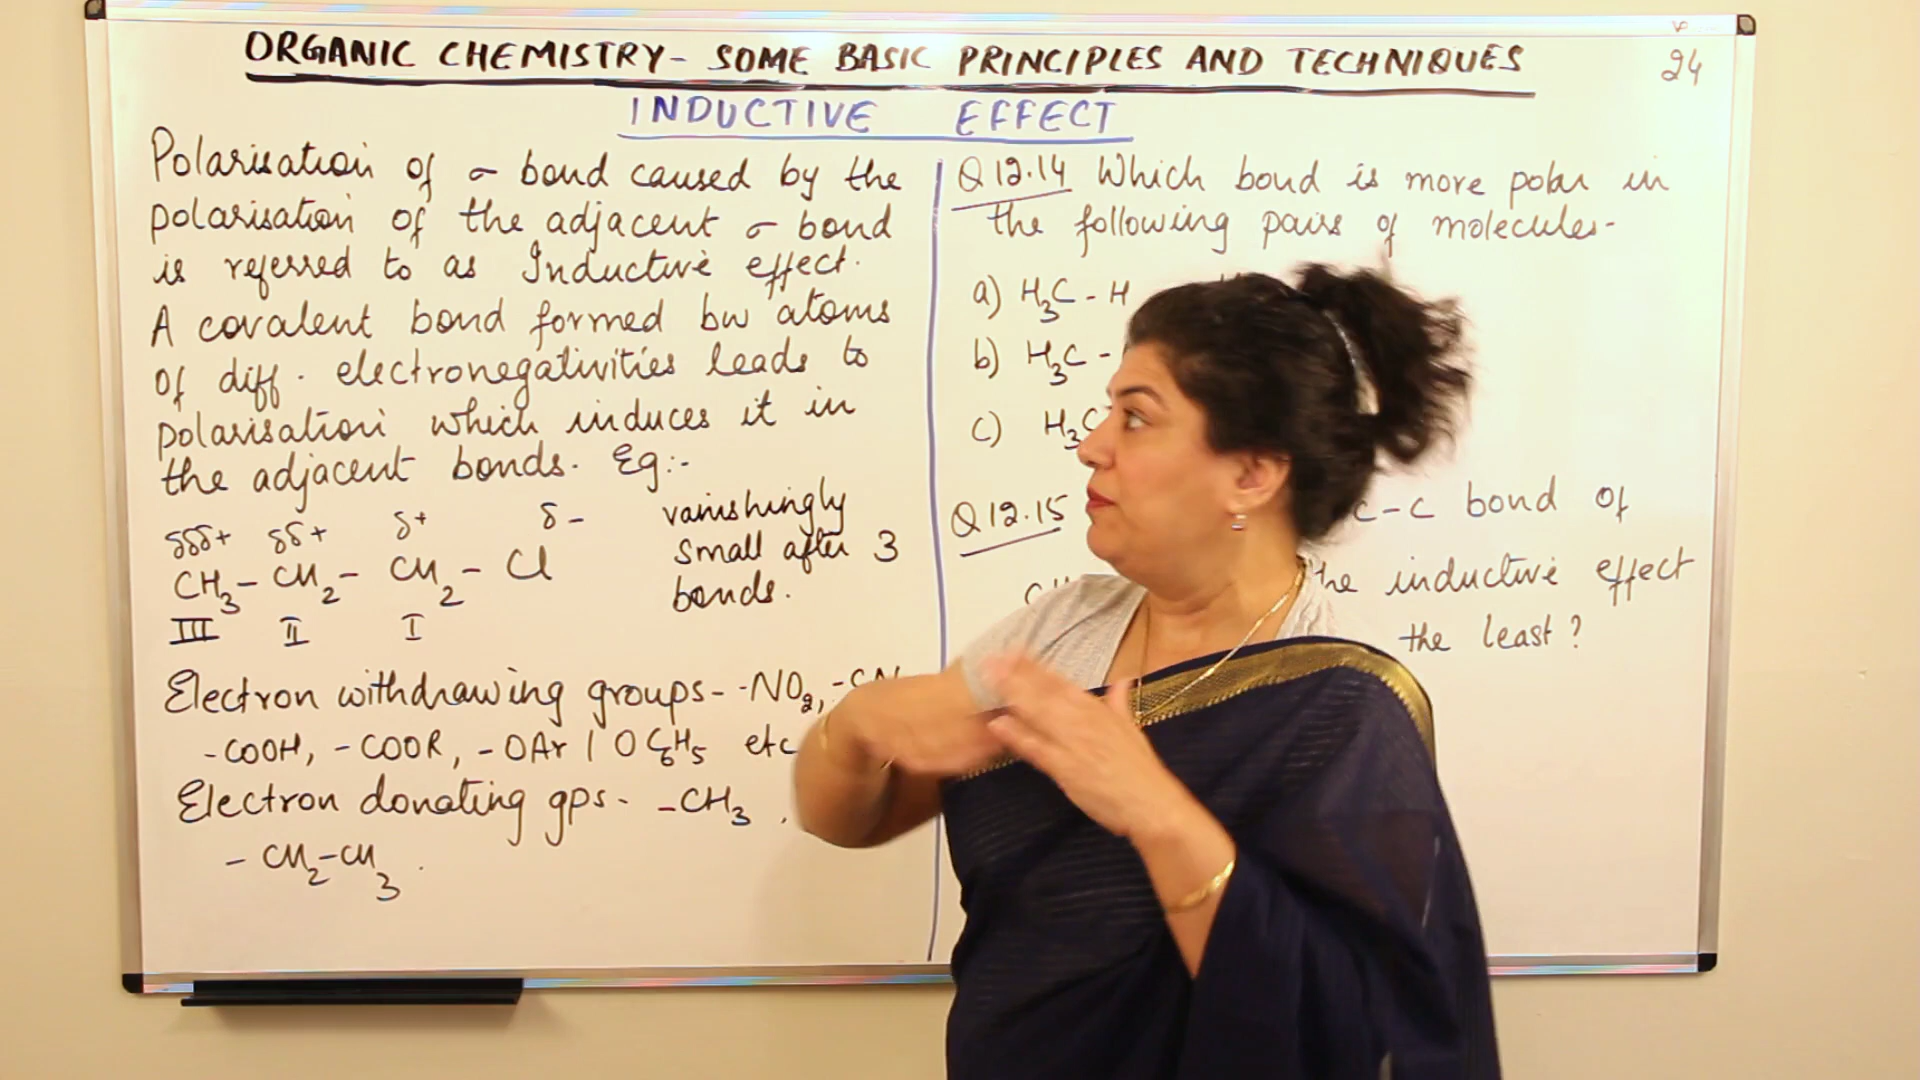 ORGANIC CHEMISTRY- SOME BASIC PRINCIPLES AND TECHNIQUES
24
INDUCTIVE EFFECT
Polarisation of σ bond caused by the
polarisation of the adjacent σ bond
is referred to as Inductive effect.
A covalent bond formed bw atoms
of diff. electronegativities leads to
polarisation which induces it in
the adjacent bonds. Eg:-
δδδ+ δδ+ δ+ δ-
CH3- CH2- CH2- Cl
III II I
vanishingly
small after 3
bonds.
Electron withdrawing groups- -NO2, -CN
-COOH, -COOR, -OAr / OC6H5 etc
Electron donating gps- -CH3,
- CH2-CH3.
Q 12.14 Which bond is more polar in
the following pairs of molecules-
a) H3C-H
b) H3C-
c) H3C
Q 12.15 C-C bond of
the inductive effect
the least?